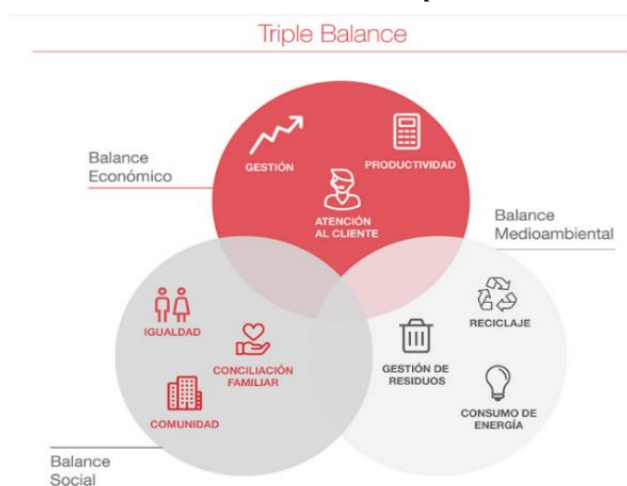 Triple Balance
Balance
Económico
GESTIÓN
PRODUCTIVIDAD
ATENCIÓN
AL CLIENTE
Balance
Medioambiental
IGUALDAD
CONCILIACIÓN
FAMILIAR
COMUNIDAD
RECICLAJE
GESTIÓN DE
RESIDUOS
CONSUMO DE
ENERGÍA
Balance
Social